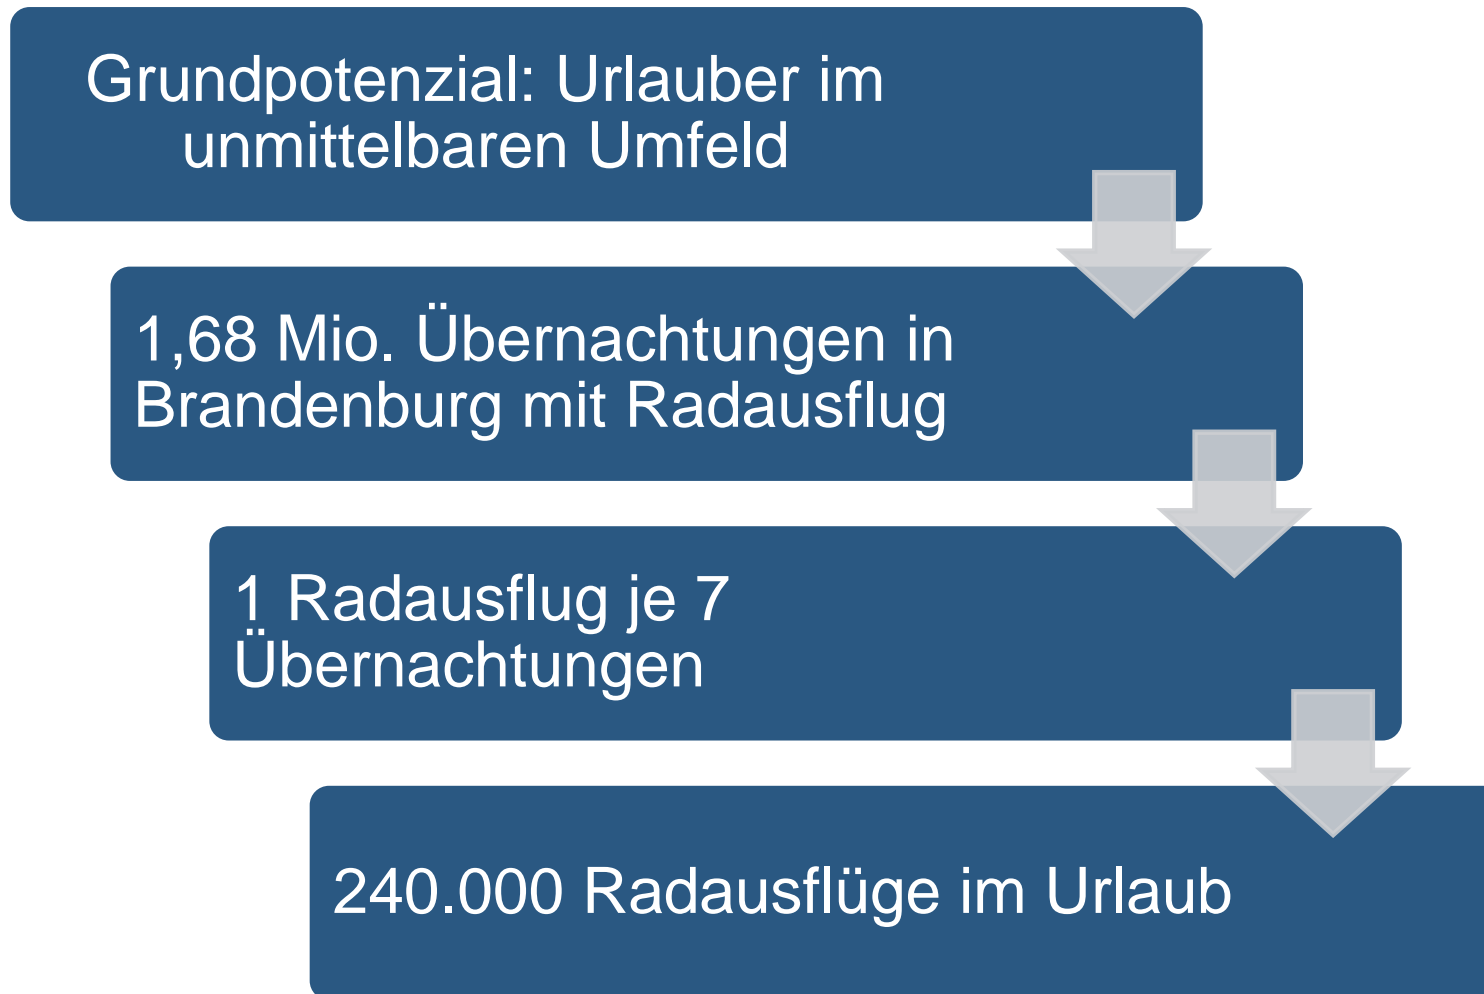 Grundpotenzial: Urlauber im
unmittelbaren Umfeld
1,68 Mio. Übernachtungen in
Brandenburg mit Radausflug
1 Radausflug je 7
Übernachtungen
240.000 Radausflüge im Urlaub